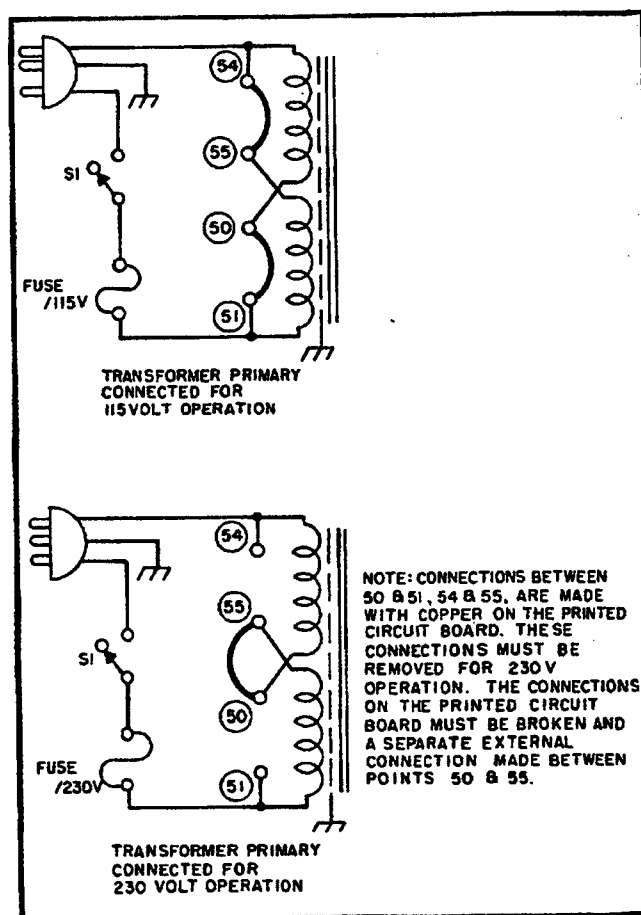 54
55
S1
50
FUSE
/115V
51
TRANSFORMER PRIMARY
CONNECTED FOR
115VOLT OPERATION
54
55
S1
50
FUSE
/230V
51
NOTE: CONNECTIONS BETWEEN
50 & 51, 54 & 55, ARE MADE
WITH COPPER ON THE PRINTED
CIRCUIT BOARD. THESE
CONNECTIONS MUST BE
REMOVED FOR 230 V
OPERATION. THE CONNECTIONS
ON THE PRINTED CIRCUIT
BOARD MUST BE BROKEN AND
A SEPARATE EXTERNAL
CONNECTION MADE BETWEEN
POINTS 50 & 55.
TRANSFORMER PRIMARY
CONNECTED FOR
230 VOLT OPERATION